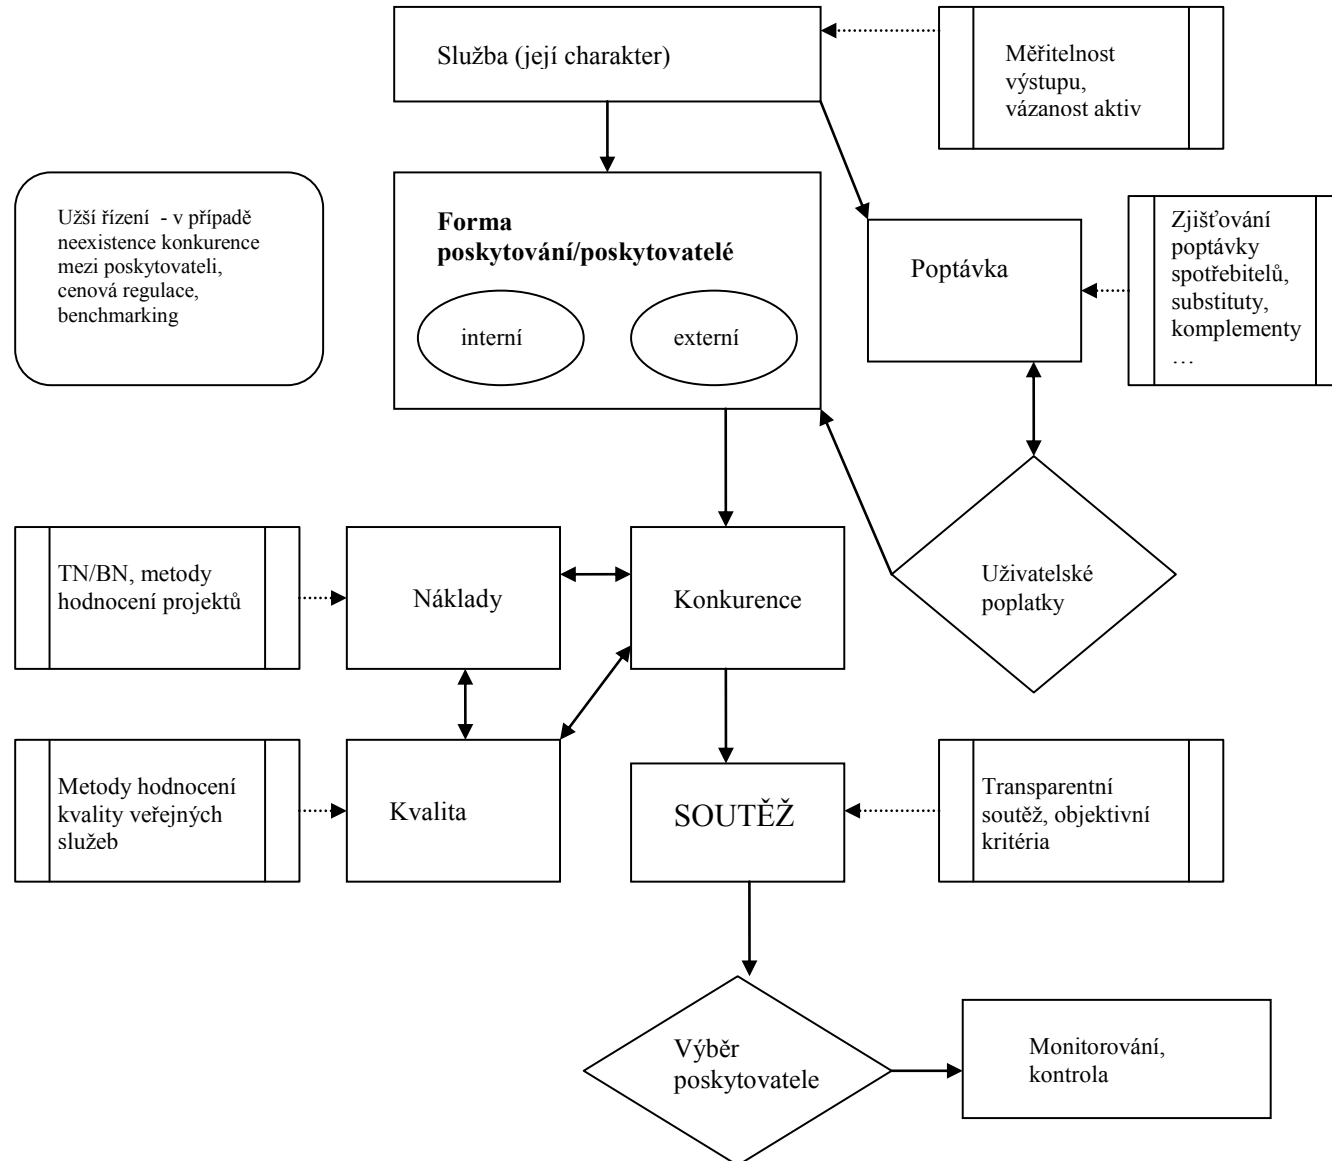 Služba (její charakter)
Měřitelnost
výstupu,
vázanost aktiv
Užší řízení - v případě
neexistence konkurence
mezi poskytovateli,
cenová regulace,
benchmarking
Forma
poskytování/poskytovatelé
interní
externí
Poptávka
Zjišťování
poptávky
spotřebitelů,
substituty,
komplementy
…
TN/BN, metody
hodnocení projektů
Náklady
Konkurence
Uživatelské
poplatky
Metody hodnocení
kvality veřejných
služeb
Kvalita
SOUTĚŽ
Transparentní
soutěž, objektivní
kritéria
Výběr
poskytovatele
Monitorování,
kontrola